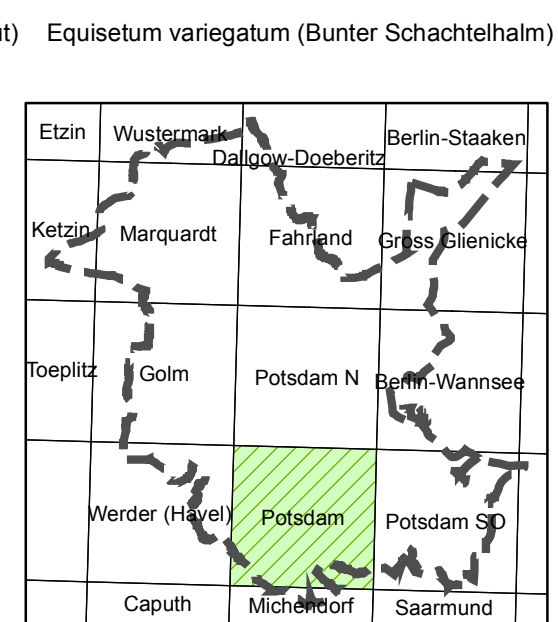 Equisetum variegatum (Bunter Schachtelhalm)
Etzin Wustermark Berlin-Staaken
Dallgow-Doeberitz
Ketzin Marquardt Fahrland Gross Glienicke
Toeplitz Golm Potsdam N Berlin-Wannsee
Werder (Havel) Potsdam Potsdam SO
Caputh Michendorf Saarmund